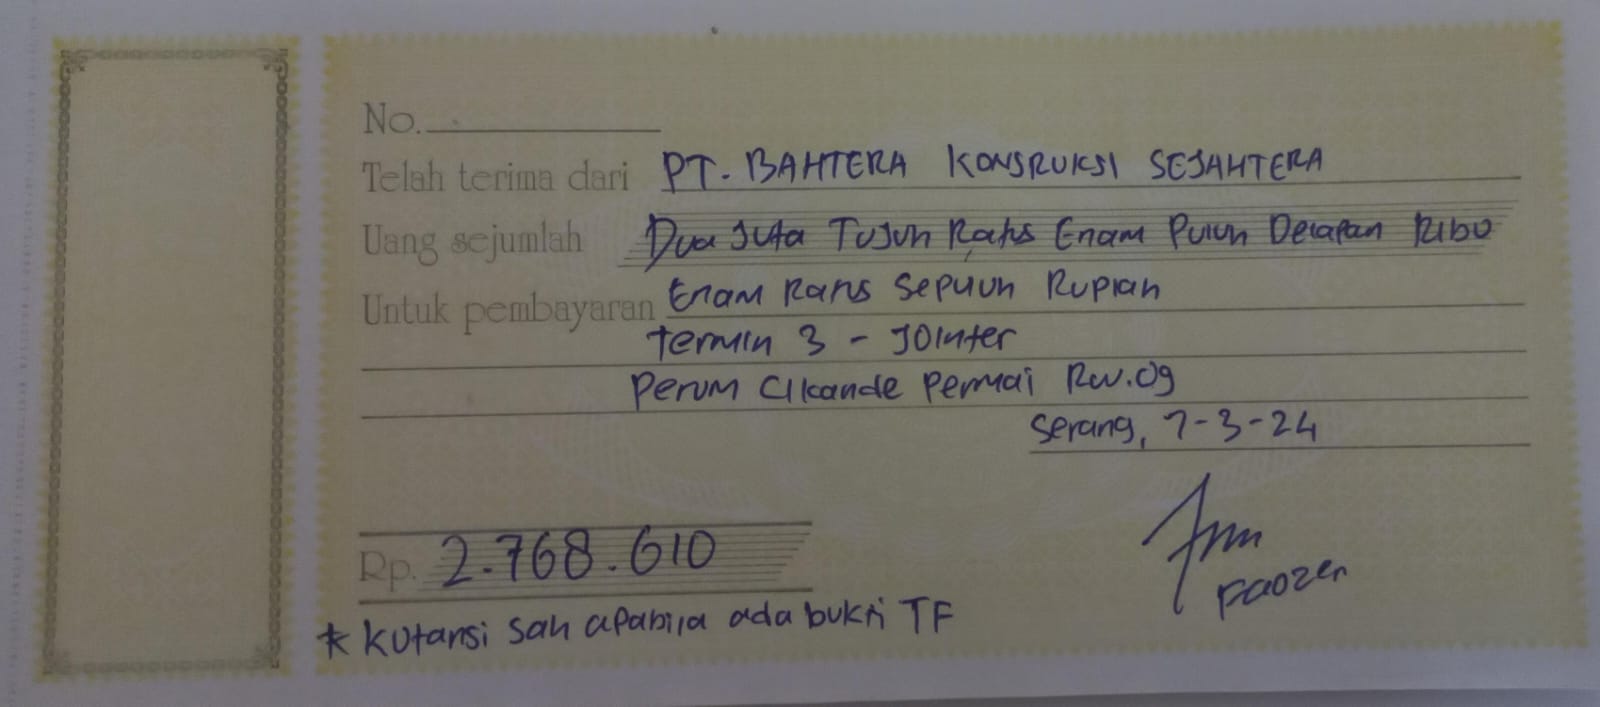 No.
Telah terima dari PT. BAHTERA KONSRUKSI SEJAHTERA
Uang sejumlah Dua Juta Tujuh Ratus Enam Puluh Delapan Ribu
Untuk pembayaran Enam Ratus Sepuluh Rupiah
Termin 3 - JOinter
Perum Cikande Permai Rw.09
Serang, 7-3-24
Rp. 2.768.610
Faozen
* Kutansi sah apabila ada bukti TF